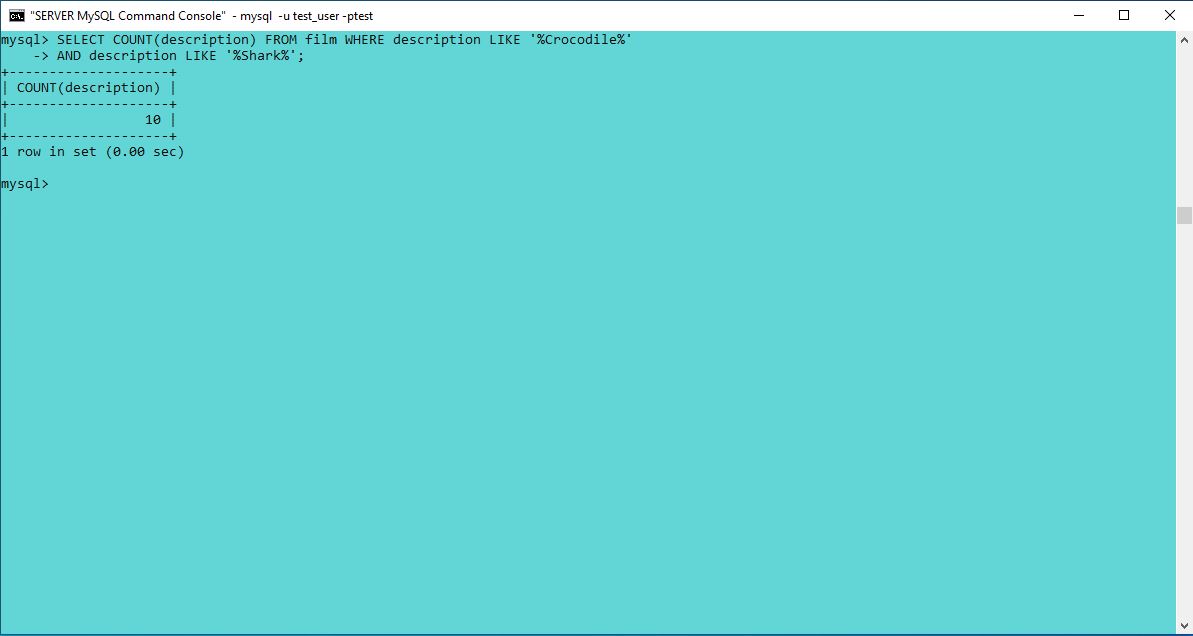 "SERVER MySQL Command Console" - mysql -u test_user -ptest
mysql> SELECT COUNT(description) FROM film WHERE description LIKE '%Crocodile%'
    -> AND description LIKE '%Shark%';
+--------------------+
| COUNT(description) |
+--------------------+
|                 10 |
+--------------------+
1 row in set (0.00 sec)
mysql>